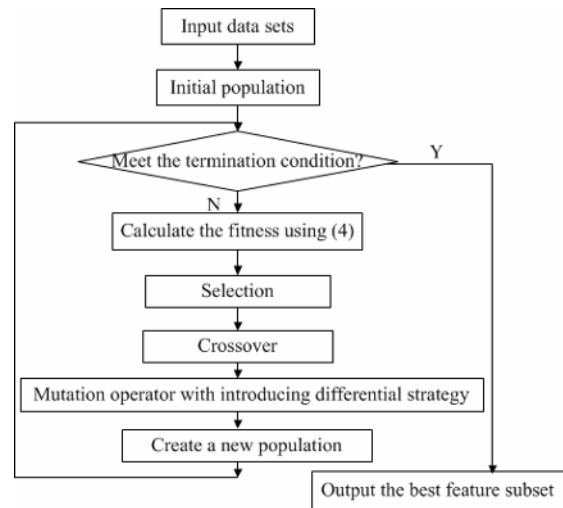 Input data sets
Initial population
Meet the termination condition?
Y
N
Calculate the fitness using (4)
Selection
Crossover
Mutation operator with introducing differential strategy
Create a new population
Output the best feature subset